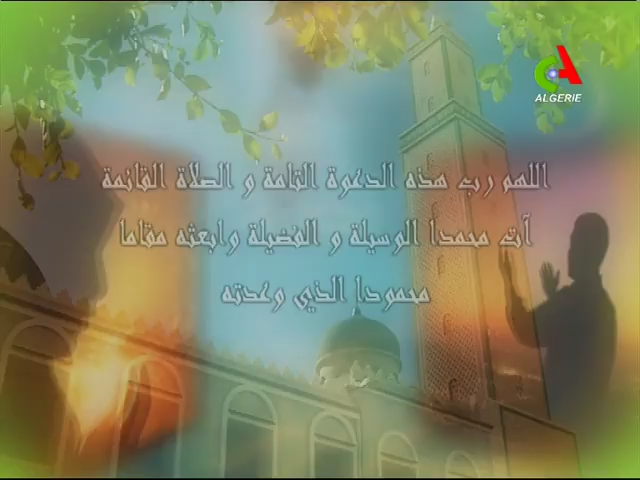 ALGERIE
اللهم رب هذه الدعوة التامة و الصلاة القائمة
آت محمدا الوسيلة و الفضيلة وابعثه مقاما
محمودا الذي وعدته